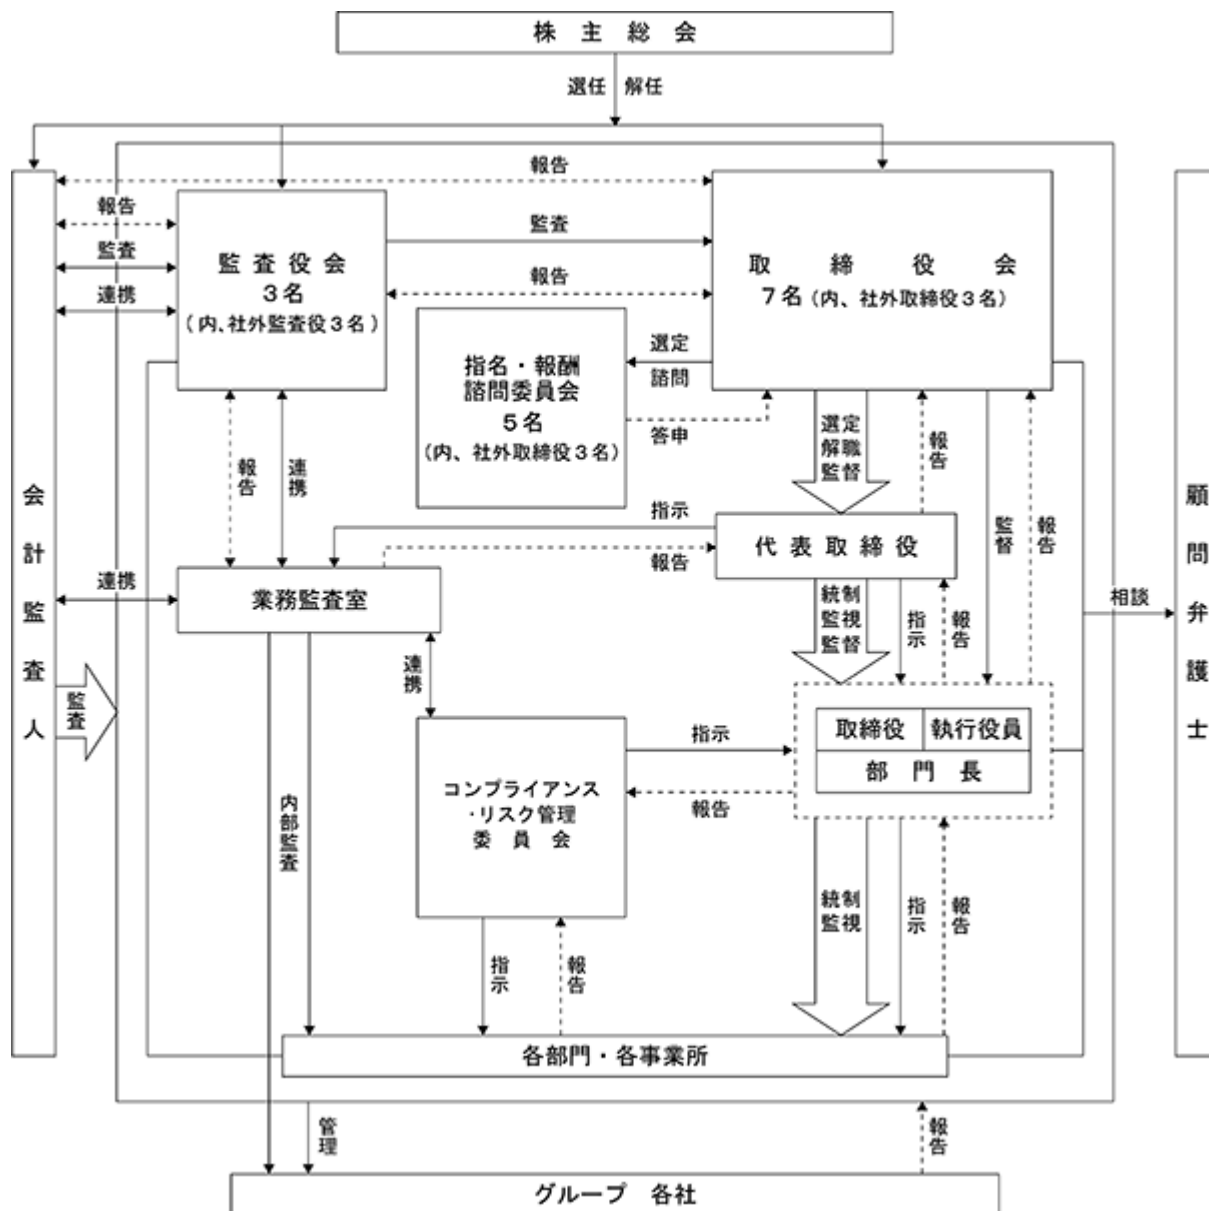 株主総会
選任 解任
報告
報告
監査
連携
監査役会
3名
(内、社外監査役3名)
監査
報告
取締役会
7名(内、社外取締役3名)
指名・報酬
諮問委員会
5名
(内、社外取締役3名)
選定
諮問
答申
選定
解職
監督
報告
監督
報告
報告
連携
会計監査人
顧問弁護士
指示
報告
代表取締役
連携
業務監査室
統制
監視
監督
指示
報告
相談
監査
連携
取締役
執行役員
部門長
指示
報告
コンプライアンス
・リスク管理
委員会
内部監査
統制
監視
指示
報告
指示
報告
各部門・各事業所
管理
報告
グループ 各社